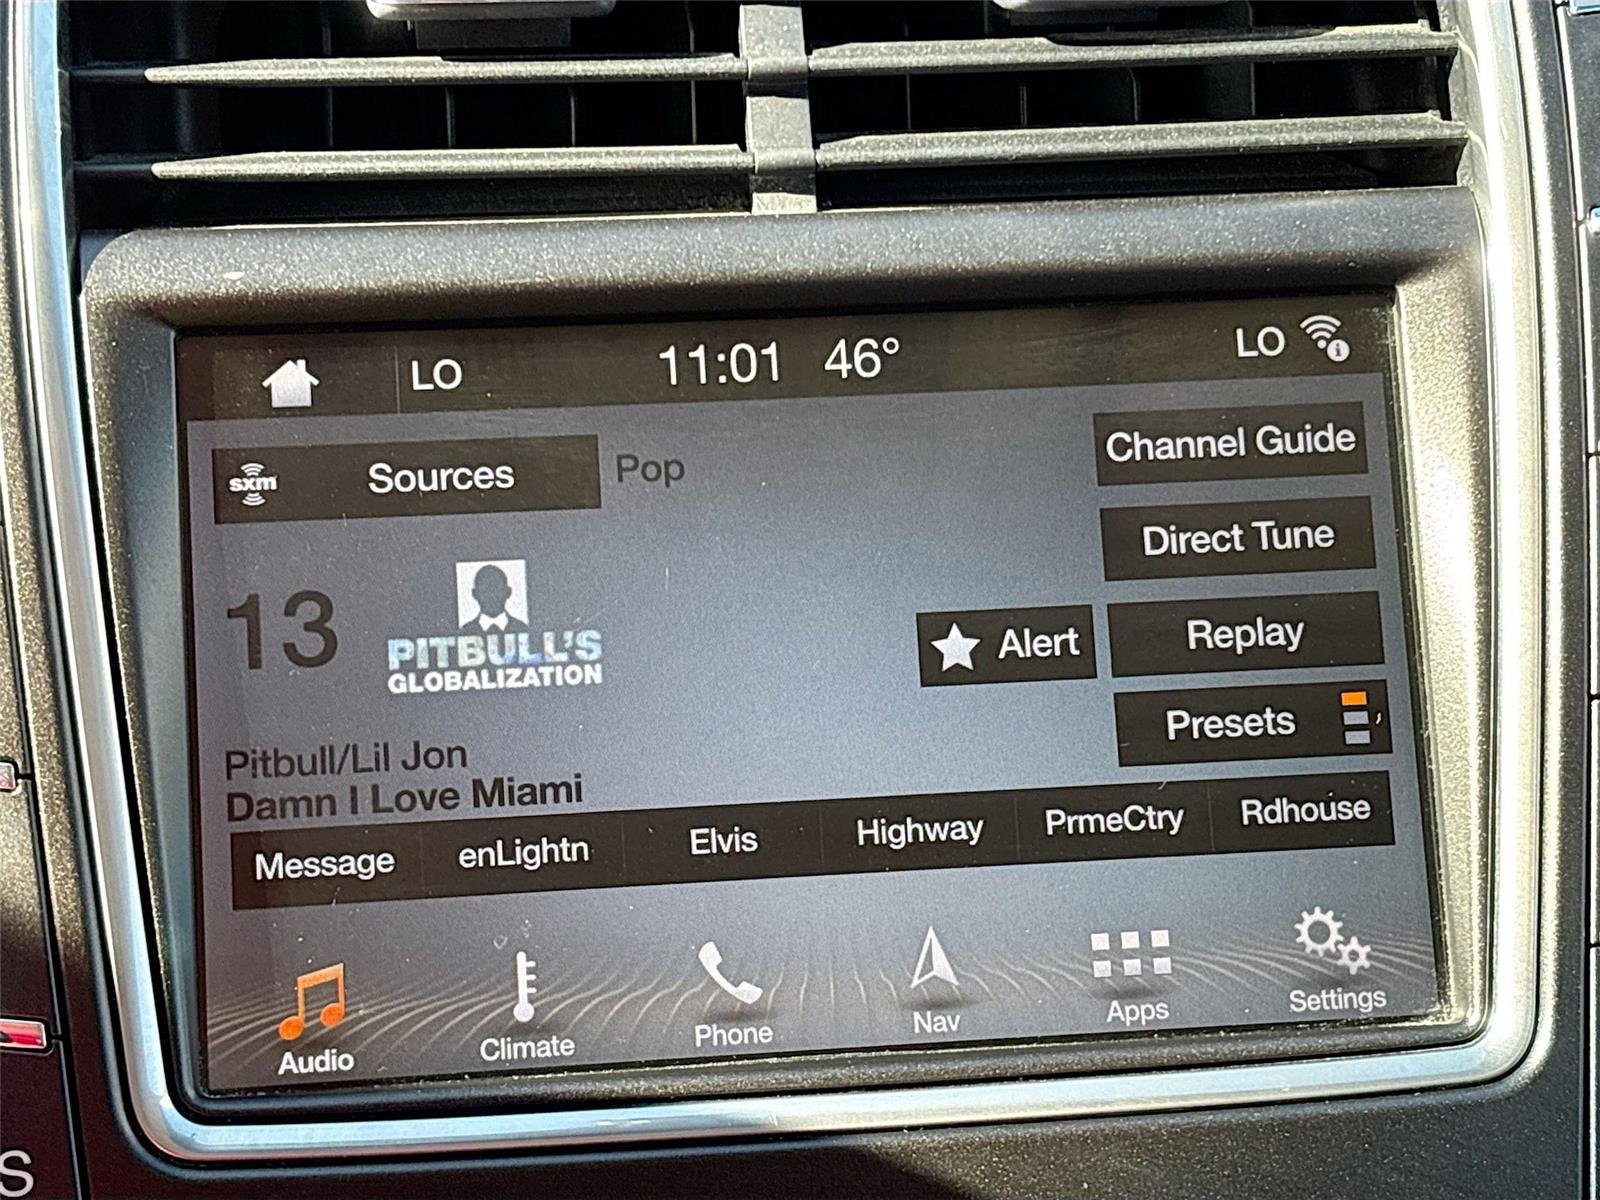 LO 11:01 46° LO
sxm Sources Pop Channel Guide
Direct Tune
13 PITBULL'S GLOBALIZATION
Alert Replay
Presets
Pitbull/Lil Jon
Damn I Love Miami
Message enLightn Elvis Highway PrmeCtry Rdhouse
Audio Climate Phone Nav Apps Settings
S